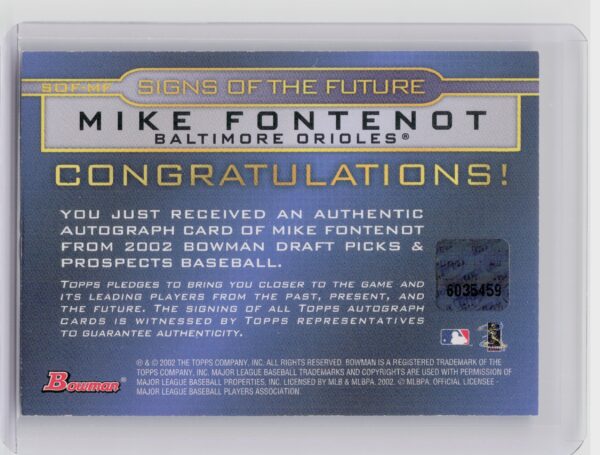 SOF-MF SIGNS OF THE FUTURE
MIKE FONTENOT
BALTIMORE ORIOLES®
CONGRATULATIONS!
YOU JUST RECEIVED AN AUTHENTIC
AUTOGRAPH CARD OF MIKE FONTENOT
FROM 2002 BOWMAN DRAFT PICKS &
PROSPECTS BASEBALL.
TOPPS PLEDGES TO BRING YOU CLOSER TO THE GAME AND
ITS LEADING PLAYERS FROM THE PAST, PRESENT, AND
THE FUTURE. THE SIGNING OF ALL TOPPS AUTOGRAPH
CARDS IS WITNESSED BY TOPPS REPRESENTATIVES
TO GUARANTEE AUTHENTICITY.
6035459
® & © 2002 THE TOPPS COMPANY, INC. ALL RIGHTS RESERVED. BOWMAN IS A REGISTERED TRADEMARK OF THE
TOPPS COMPANY, INC. MAJOR LEAGUE BASEBALL TRADEMARKS AND COPYRIGHTS ARE USED WITH PERMISSION OF
MAJOR LEAGUE BASEBALL PROPERTIES, INC. LICENSED BY MLB & MLBPA. 2002. © MLBPA. OFFICIAL LICENSEE -
MAJOR LEAGUE BASEBALL PLAYERS ASSOCIATION.
Bowman